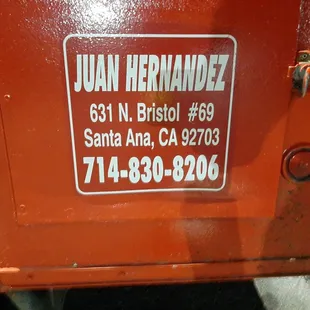 JUAN HERNANDEZ
631 N. Bristol #69
Santa Ana, CA 92703
714-830-8206